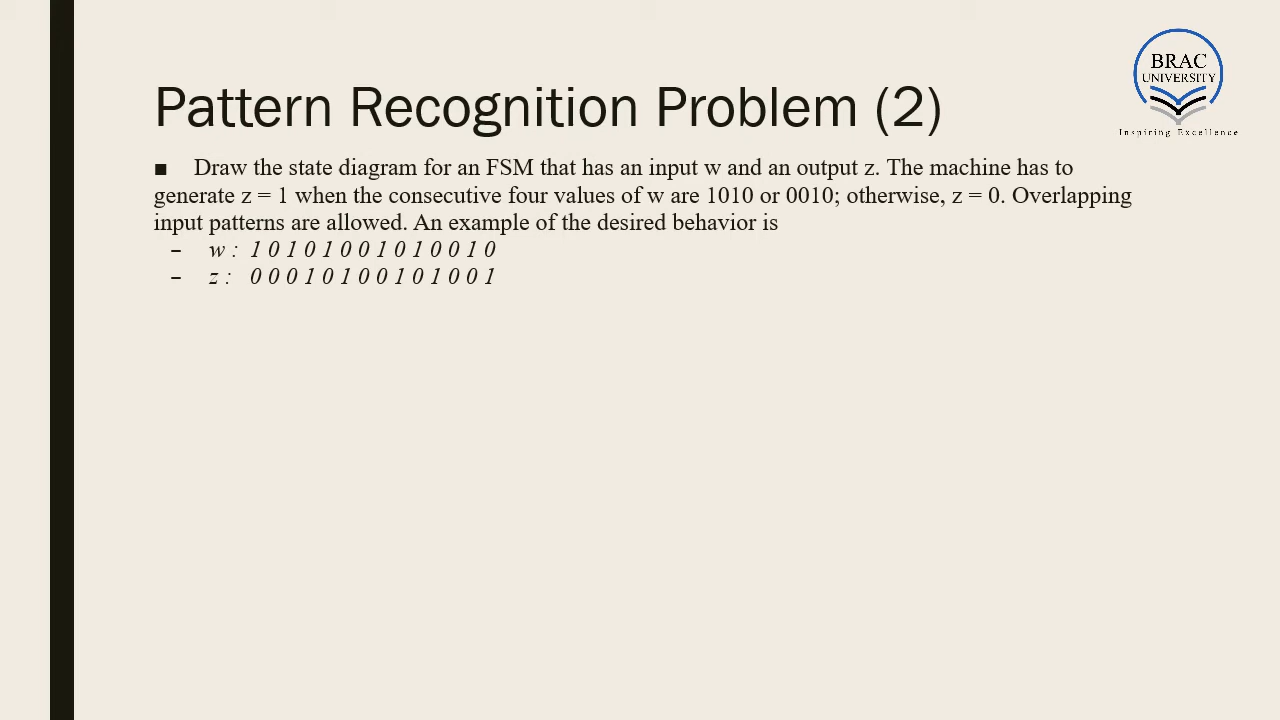 BRAC
UNIVERSITY
Inspiring Excellence
Pattern Recognition Problem (2)
■ Draw the state diagram for an FSM that has an input w and an output z. The machine has to
generate z = 1 when the consecutive four values of w are 1010 or 0010; otherwise, z = 0. Overlapping
input patterns are allowed. An example of the desired behavior is
– w : 1 0 1 0 1 0 0 1 0 1 0 0 1 0
– z : 0 0 0 1 0 1 0 0 1 0 1 0 0 1